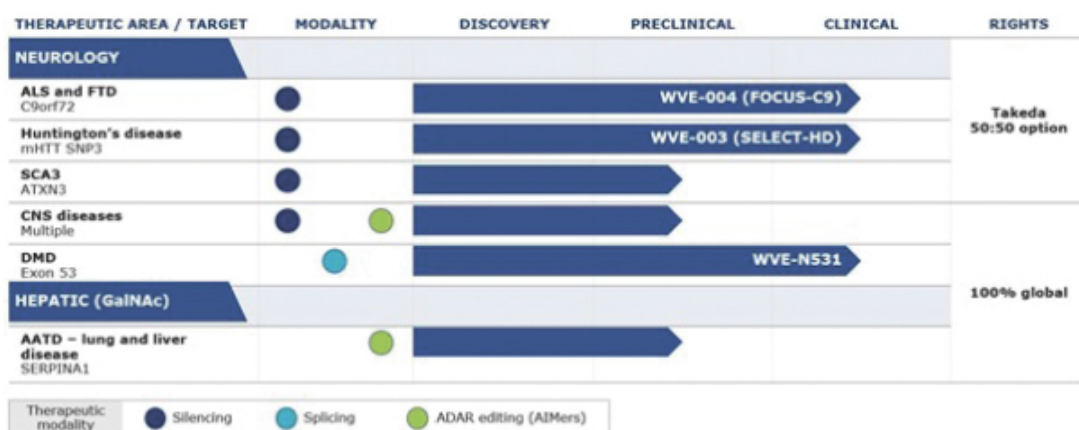 THERAPEUTIC AREA / TARGET MODALITY DISCOVERY PRECLINICAL CLINICAL RIGHTS
NEUROLOGY
ALS and FTD
C9orf72
WVE-004 (FOCUS-C9)
Huntington's disease
mHTT SNP3
WVE-003 (SELECT-HD)
Takeda
50:50 option
SCA3
ATXN3
CNS diseases
Multiple
DMD
Exon 53
WVE-N531
HEPATIC (GalNAc)
100% global
AATD – lung and liver
disease
SERPINA1
Therapeutic
modality
Silencing
Splicing
ADAR editing (AIMers)